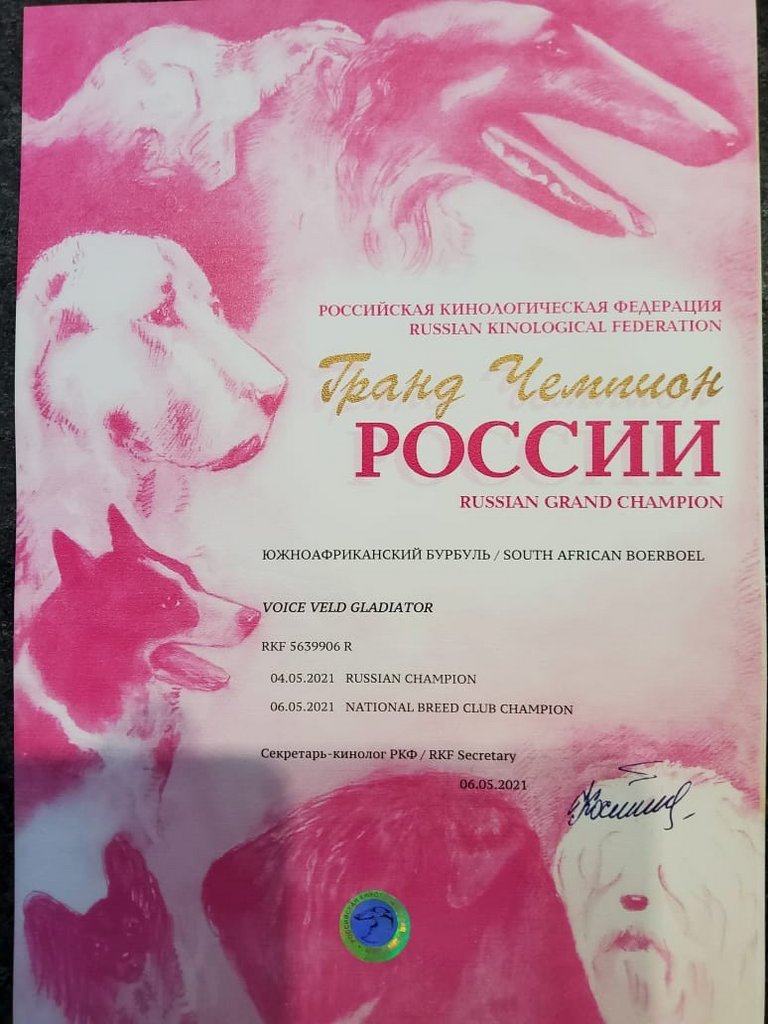 РОССИЙСКАЯ КИНОЛОГИЧЕСКАЯ ФЕДЕРАЦИЯ
RUSSIAN KINOLOGICAL FEDERATION
Гранд Чемпион
РОССИИ
RUSSIAN GRAND CHAMPION
ЮЖНОАФРИКАНСКИЙ БУРБУЛЬ / SOUTH AFRICAN BOERBOEL
VOICE VELD GLADIATOR
RKF 5639906 R
04.05.2021 RUSSIAN CHAMPION
06.05.2021 NATIONAL BREED CLUB CHAMPION
Секретарь-кинолог РКФ / RKF Secretary
06.05.2021